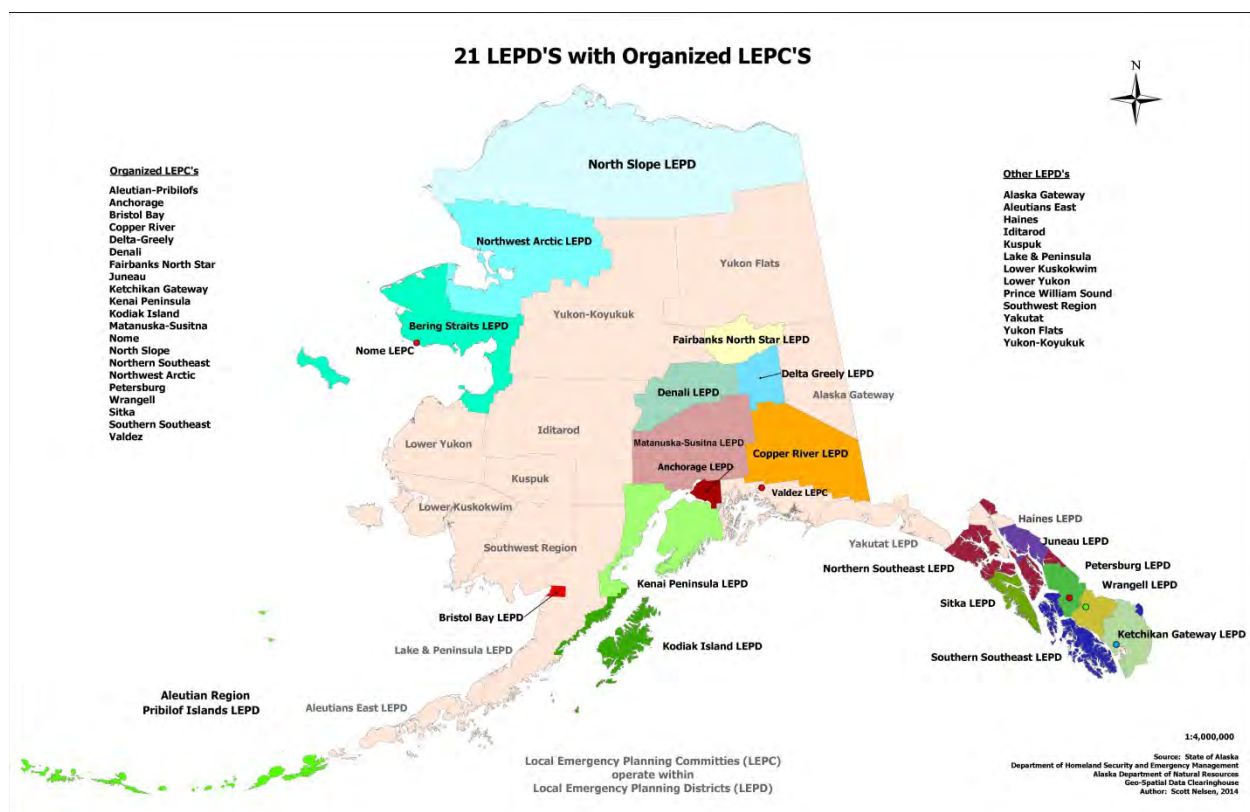 21 LEPD'S with Organized LEPC'S
N
Organized LEPC's
Aleutian-Pribilofs
Anchorage
Bristol Bay
Copper River
Delta-Greely
Denali
Fairbanks North Star
Juneau
Ketchikan Gateway
Kenai Peninsula
Kodiak Island
Matanuska-Susitna
Nome
North Slope
Northern Southeast
Northwest Arctic
Petersburg
Wrangell
Sitka
Southern Southeast
Valdez
Other LEPD's
Alaska Gateway
Aleutians East
Haines
Iditarod
Kuspuk
Lake & Peninsula
Lower Kuskokwim
Lower Yukon
Prince William Sound
Southwest Region
Yakutat
Yukon Flats
Yukon-Koyukuk
North Slope LEPD
Northwest Arctic LEPD
Yukon Flats
Yukon-Koyukuk
Bering Straits LEPD
Nome LEPC
Fairbanks North Star LEPD
Delta Greely LEPD
Denali LEPD
Alaska Gateway
Iditarod
Lower Yukon
Matanuska-Susitna LEPD
Copper River LEPD
Anchorage LEPD
Kuspuk
Valdez LEPC
Lower Kuskokwim
Southwest Region
Haines LEPD
Yakutat LEPD
Juneau LEPD
Northern Southeast LEPD
Petersburg LEPD
Kenai Peninsula LEPD
Wrangell LEPD
Sitka LEPD
Bristol Bay LEPD
Ketchikan Gateway LEPD
Lake & Peninsula LEPD
Kodiak Island LEPD
Southern Southeast LEPD
Aleutian Region
Pribilof Islands LEPD
Aleutians East LEPD
Local Emergency Planning Committies (LEPC)
operate within
Local Emergency Planning Districts (LEPD)
1:4,000,000
Source: State of Alaska
Department of Homeland Security and Emergency Management
Alaska Department of Natural Resources
Geo-Spatial Data Clearinghouse
Author: Scott Nelsen, 2014